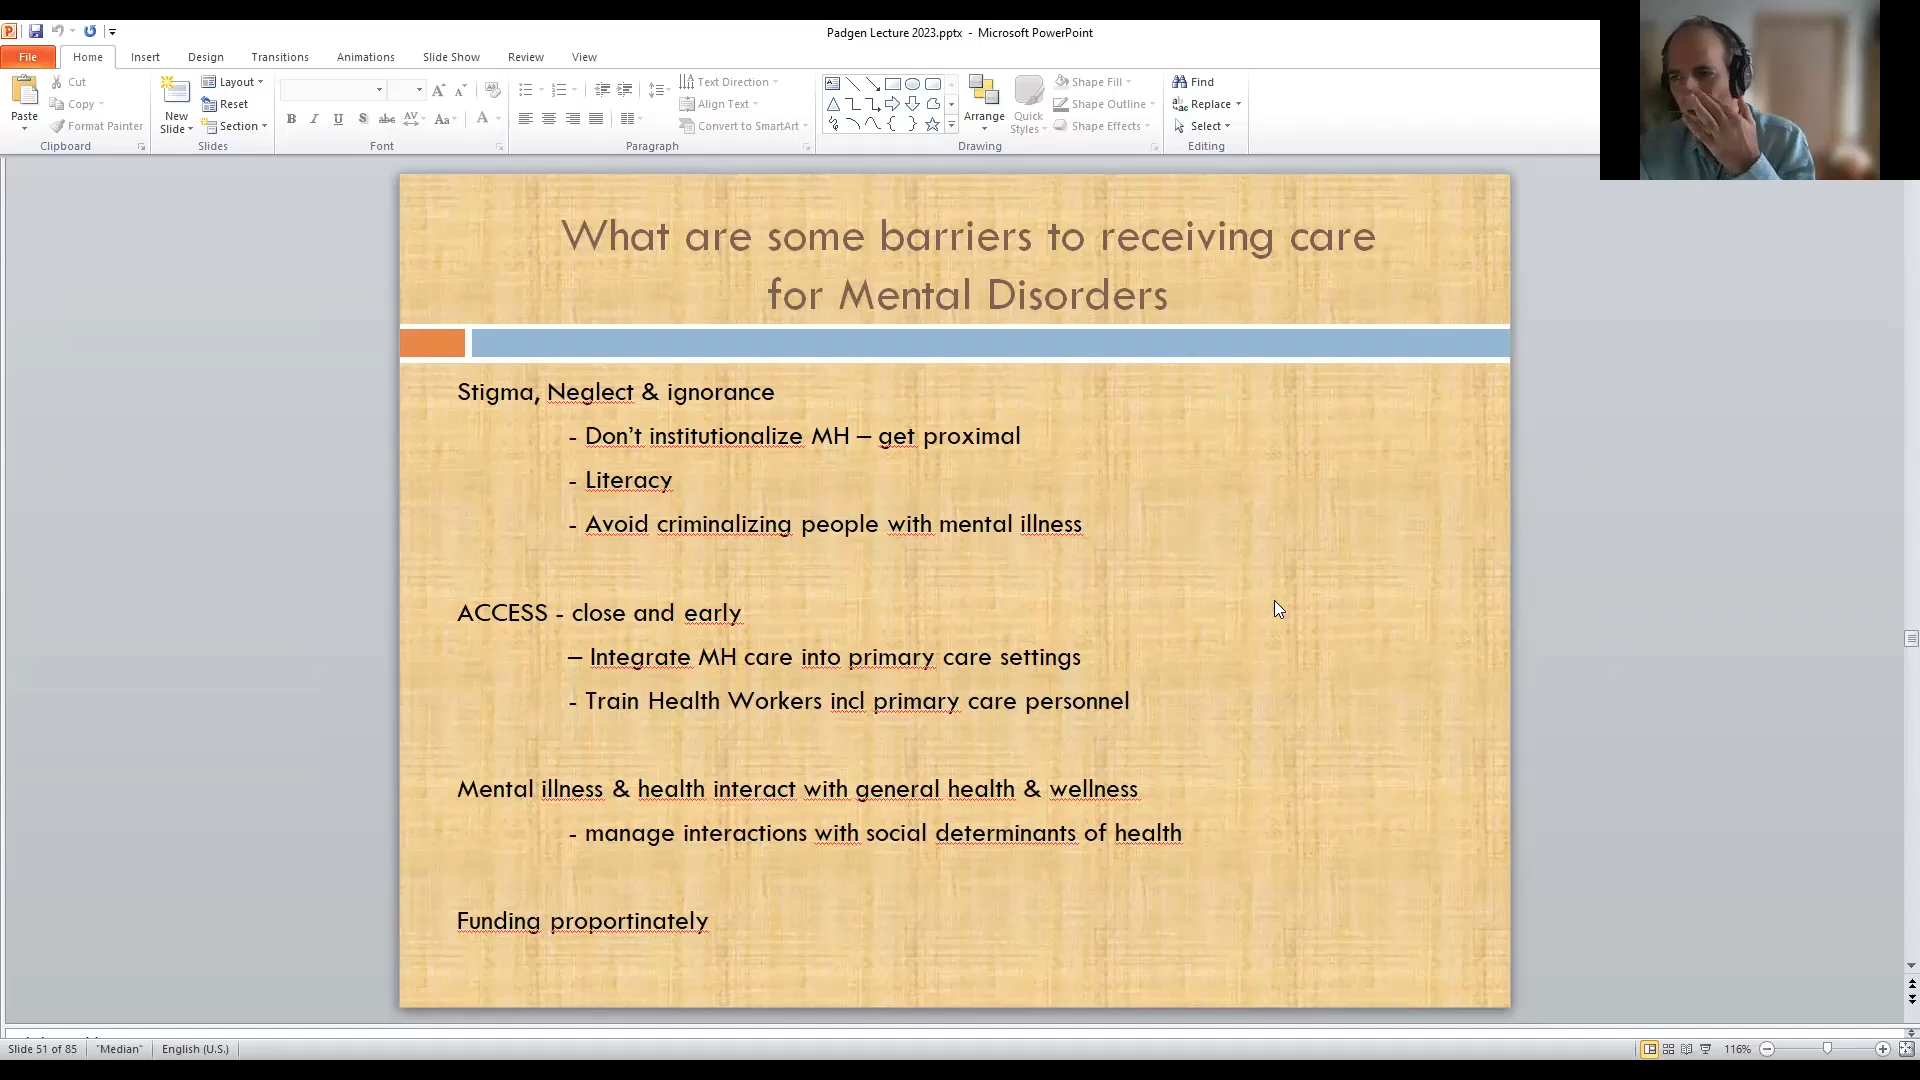 Padgen Lecture 2023.pptx - Microsoft PowerPoint
File Home Insert Design Transitions Animations Slide Show Review View
Paste
Cut
Copy
Format Painter
Clipboard
New Slide
Layout
Reset
Section
Slides
Font
Text Direction
Align Text
Convert to SmartArt
Paragraph
Arrange
Quick Styles
Shape Fill
Shape Outline
Shape Effects
Drawing
Find
Replace
Select
Editing
What are some barriers to receiving care
for Mental Disorders
Stigma, Neglect & ignorance
- Don't institutionalize MH – get proximal
- Literacy
- Avoid criminalizing people with mental illness
ACCESS - close and early
– Integrate MH care into primary care settings
- Train Health Workers incl primary care personnel
Mental illness & health interact with general health & wellness
- manage interactions with social determinants of health
Funding proportinately
Slide 51 of 85 "Median" English (U.S.) 116%